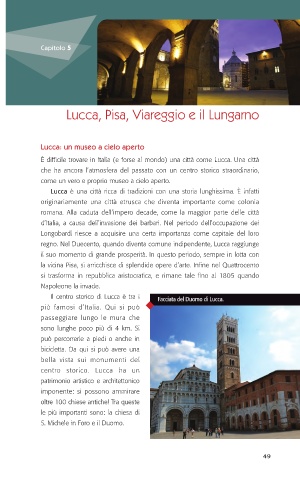 Capitolo 5
Lucca, Pisa, Viareggio e il Lungarno
Lucca: un museo a cielo aperto
È difficile trovare in Italia (e forse al mondo) una città come Lucca. Una città
che ha ancora l'atmosfera del passato con un centro storico straordinario,
come un vero e proprio museo a cielo aperto.
Lucca è una città ricca di tradizioni con una storia lunghissima. È infatti
originariamente una città etrusca che diventa importante come colonia
romana. Alla caduta dell'impero decade, come la maggior parte delle città
d'Italia, a causa dell'invasione dei barbari. Nel periodo dell'occupazione dei
Longobardi riesce a acquisire una certa importanza come capitale del loro
regno. Nel Duecento, quando diventa comune indipendente, Lucca raggiunge
il suo momento di grande prosperità. In questo periodo, sempre in lotta con
la vicina Pisa, si arricchisce di splendide opere d'arte. Infine nel Quattrocento
si trasforma in repubblica aristocratica, e rimane tale fino al 1805 quando
Napoleone la invade.
Il centro storico di Lucca è tra i
più famosi d'Italia. Qui si può
passeggiare lungo le mura che
sono lunghe poco più di 4 km. Si
può percorrerle a piedi o anche in
bicicletta. Da qui si può avere una
bella vista sui monumenti del
centro storico. Lucca ha un
patrimonio artistico e architettonico
imponente: si possono ammirare
oltre 100 chiese antiche! Tra queste
le più importanti sono: la chiesa di
S. Michele in Foro e il Duomo.
Facciata del Duomo di Lucca.
49